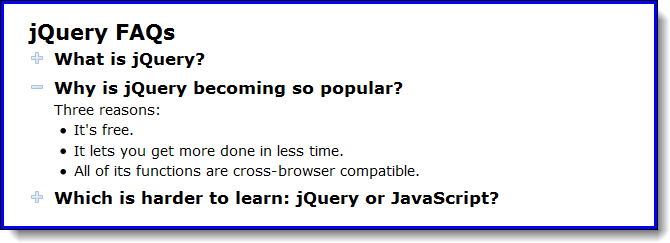 jQuery FAQs
What is jQuery?
Why is jQuery becoming so popular?
Three reasons:
It's free.
It lets you get more done in less time.
All of its functions are cross-browser compatible.
Which is harder to learn: jQuery or JavaScript?